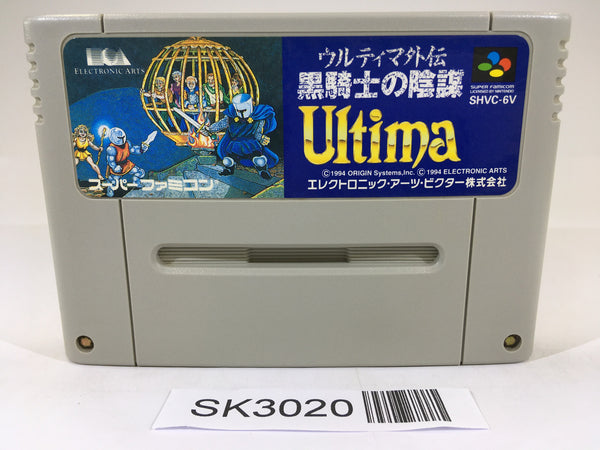 ELECTRONIC ARTS
スーパーファミコン
ウルティマ外伝
黒騎士の陰謀
Ultima
©1994 ORIGIN Systems,Inc. ©1994 ELECTRONIC ARTS
エレクトロニック・アーツ・ビクター株式会社
SUPER FAMICOM
LICENSED BY NINTENDO
SHVC-6V
SK3020